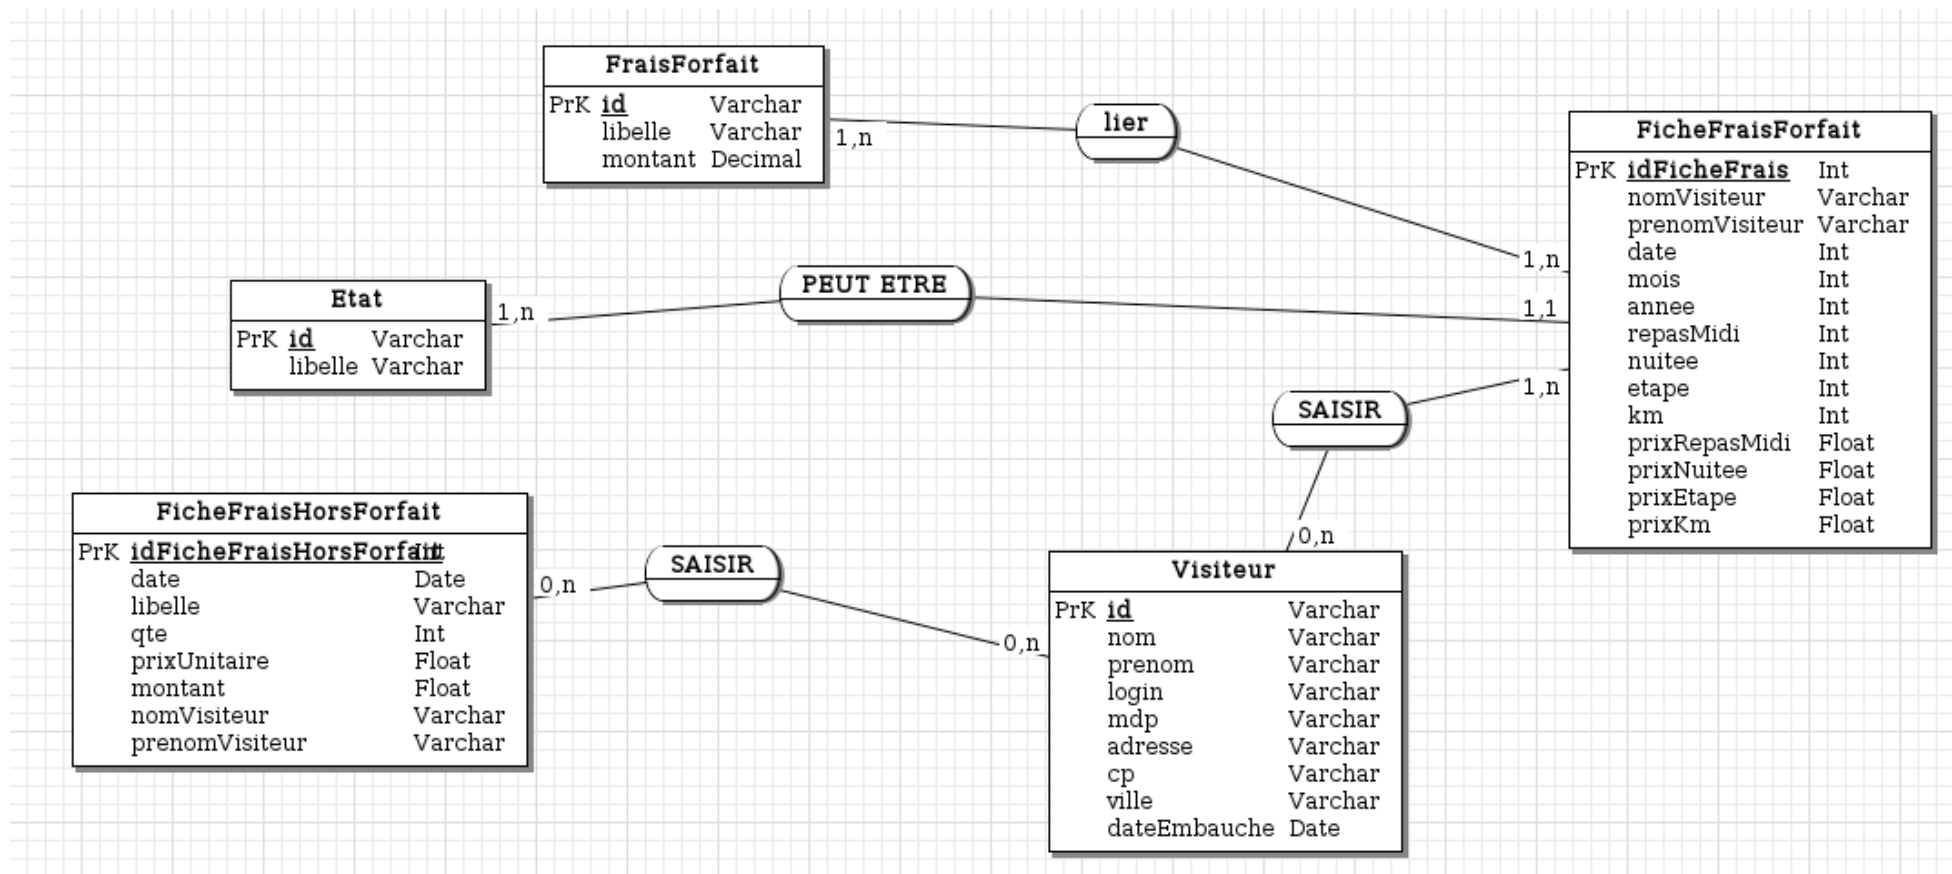 FraisForfait
PrK id Varchar
libelle Varchar
montant Decimal
1,n
lier
1,n
FicheFraisForfait
PrK idFicheFrais Int
nomVisiteur Varchar
prenomVisiteur Varchar
date Int
mois Int
annee Int
repasMidi Int
nuitee Int
etape Int
km Int
prixRepasMidi Float
prixNuitee Float
prixEtape Float
prixKm Float
Etat
PrK id Varchar
libelle Varchar
1,n
PEUT ETRE
1,1
SAISIR
1,n
0,n
FicheFraisHorsForfait
PrK idFicheFraisHorsForfait Int
date Date
libelle Varchar
qte Int
prixUnitaire Float
montant Float
nomVisiteur Varchar
prenomVisiteur Varchar
0,n
SAISIR
0,n
Visiteur
PrK id Varchar
nom Varchar
prenom Varchar
login Varchar
mdp Varchar
adresse Varchar
cp Varchar
ville Varchar
dateEmbauche Date